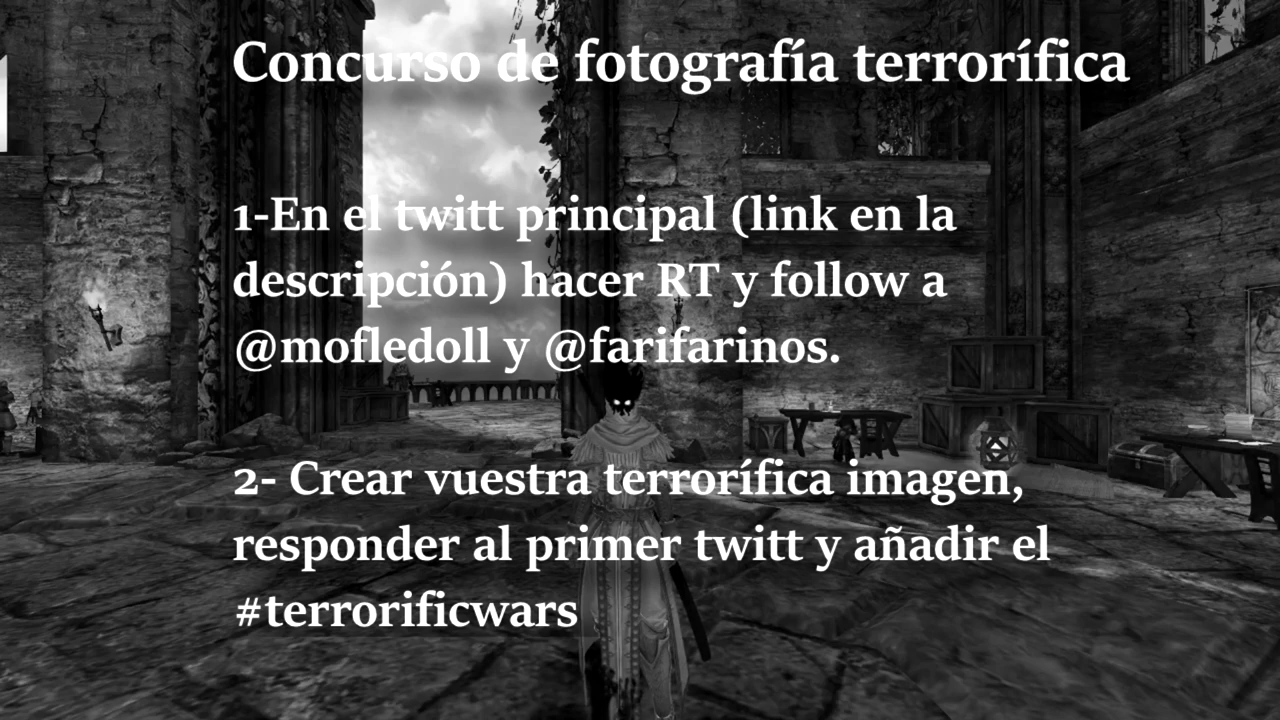 Concurso de fotografía terrorífica
1-En el twitt principal (link en la
descripción) hacer RT y follow a
@mofledoll y @farifarinos.
2- Crear vuestra terrorífica imagen,
responder al primer twitt y añadir el
#terrorificwars